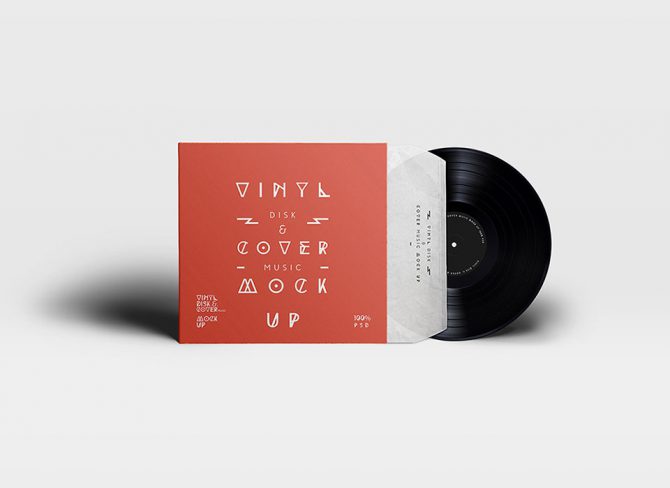 VINYL
DISK
&
COVER
MUSIC
MOCK
UP
VINYL
DISK &
COVER
MOCK
UP
100%
PSD
VINYL DISK
&
COVER MUSIC MOCK UP